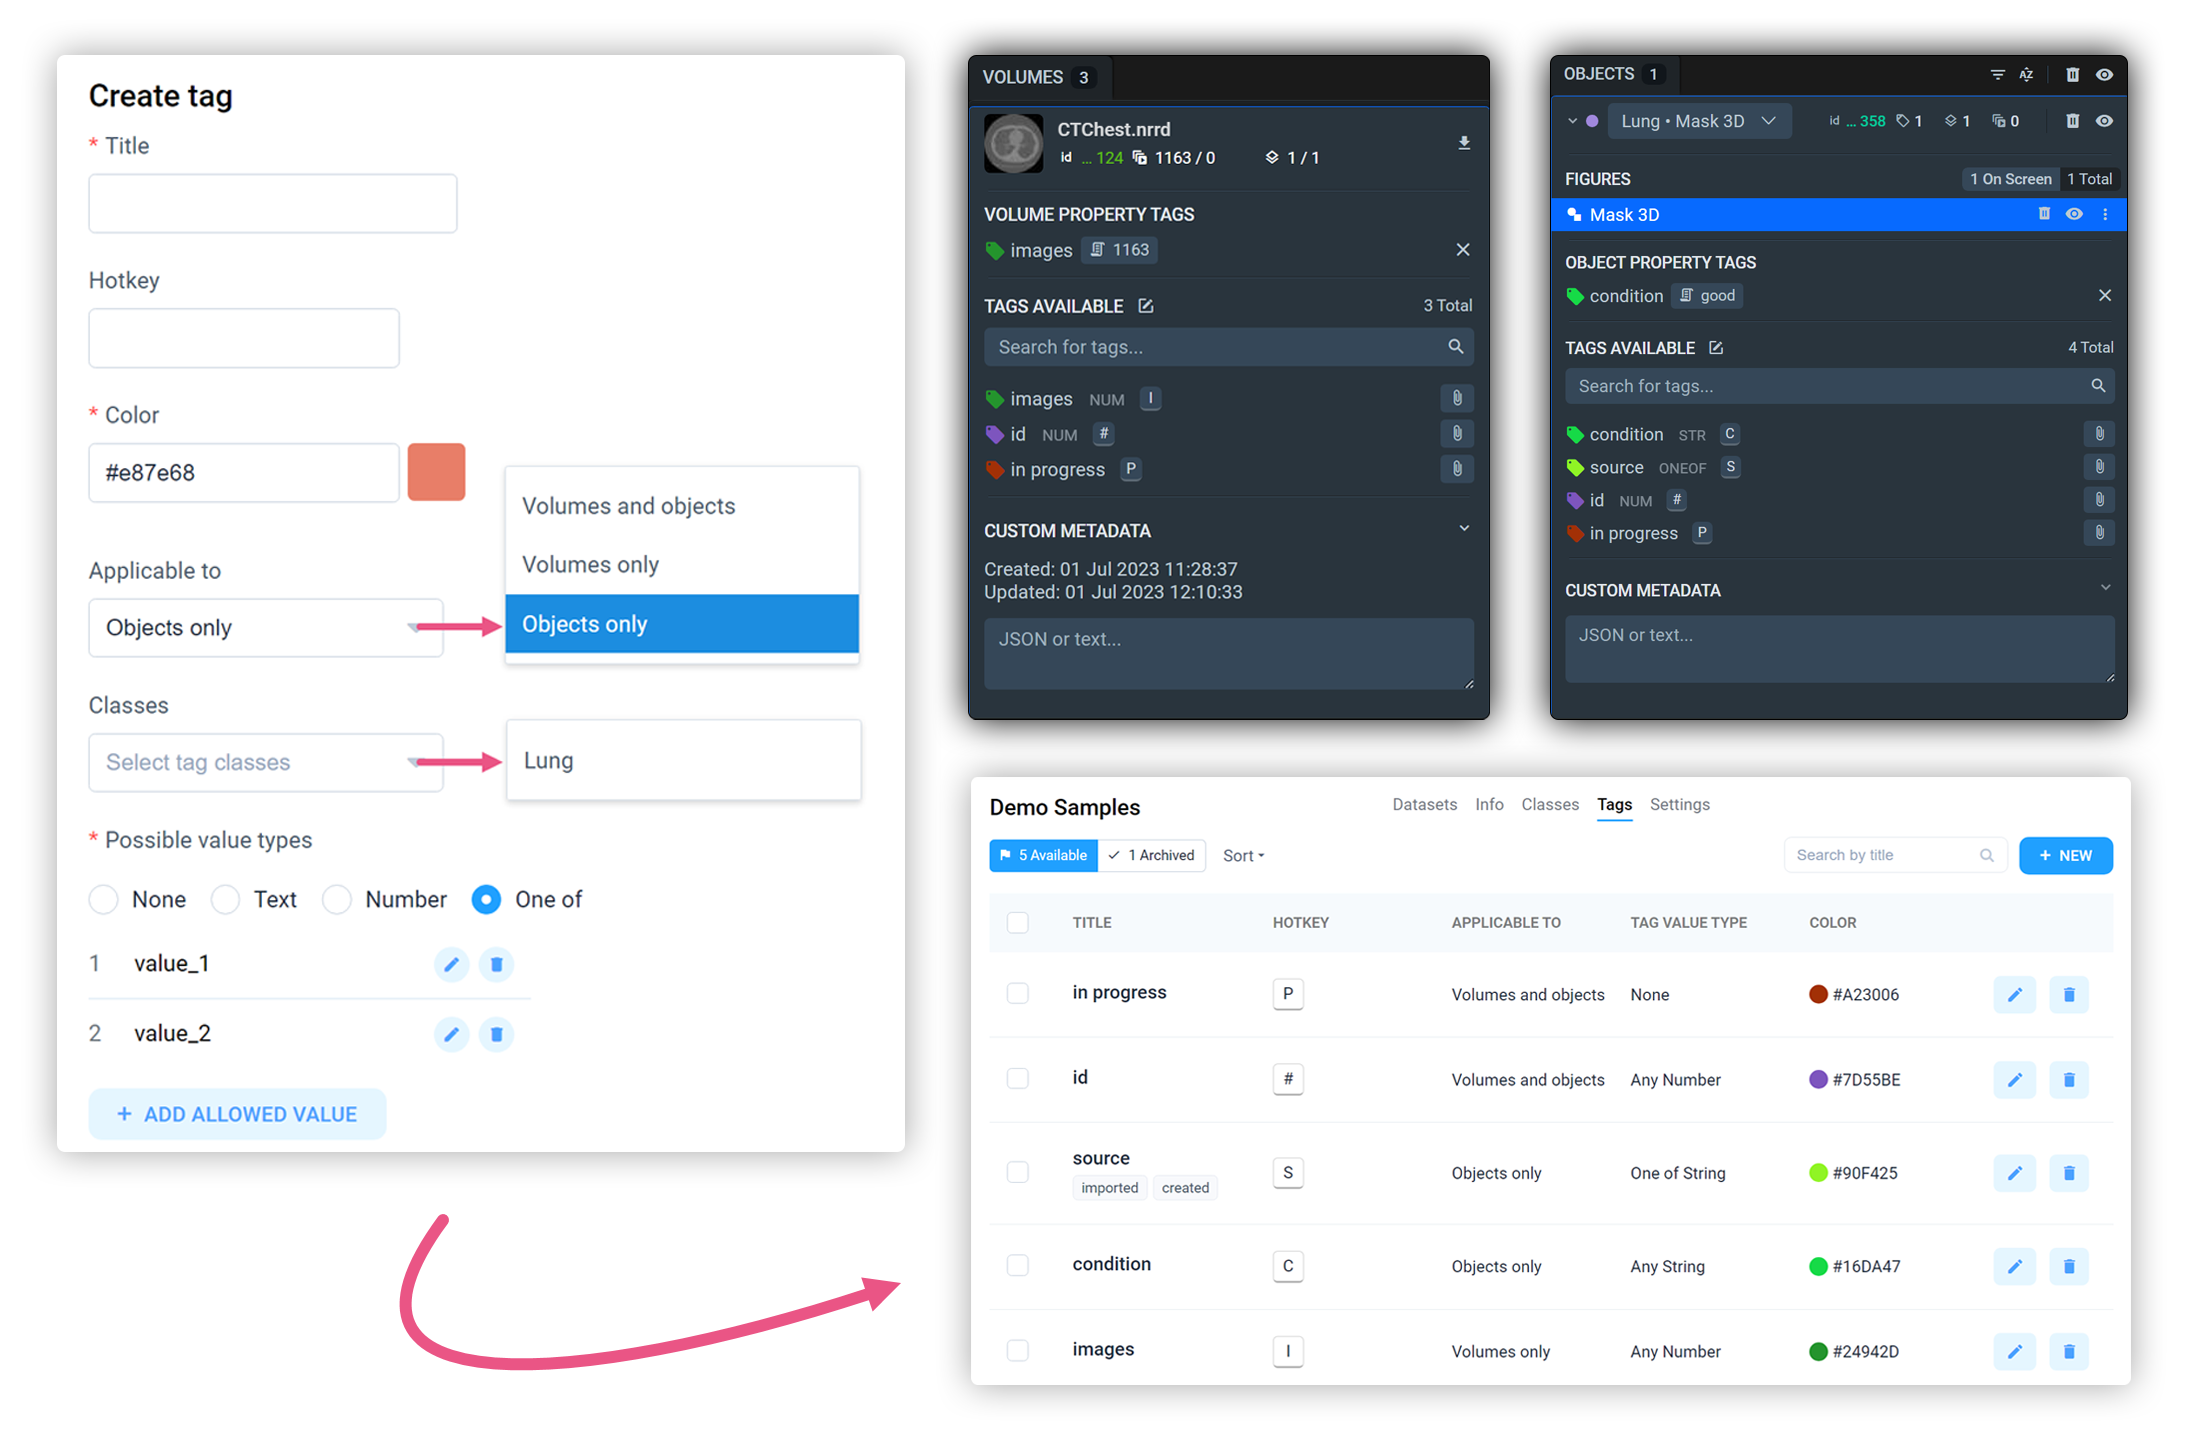 Create tag
* Title
Hotkey
* Color
#e87e68
Applicable to
Objects only
Volumes and objects
Volumes only
Objects only
Classes
Select tag classes
Lung
* Possible value types
None Text Number One of
1 value_1
2 value_2
+ ADD ALLOWED VALUE
VOLUMES 3
CTChest.nrrd
id ... 124 1163 / 0 1 / 1
VOLUME PROPERTY TAGS
images 1163
TAGS AVAILABLE 3 Total
Search for tags...
images NUM I
id NUM #
in progress P
CUSTOM METADATA
Created: 01 Jul 2023 11:28:37
Updated: 01 Jul 2023 12:10:33
JSON or text...
OBJECTS 1 AZ
Lung • Mask 3D id ... 358 1 1 0
FIGURES 1 On Screen 1 Total
Mask 3D
OBJECT PROPERTY TAGS
condition good
TAGS AVAILABLE 4 Total
Search for tags...
condition STR C
source ONEOF S
id NUM #
in progress P
CUSTOM METADATA
JSON or text...
Demo Samples Datasets Info Classes Tags Settings
5 Available 1 Archived Sort Search by title + NEW
TITLE HOTKEY APPLICABLE TO TAG VALUE TYPE COLOR
in progress P Volumes and objects None #A23006
id # Volumes and objects Any Number #7D55BE
source S Objects only One of String #90F425
imported created
condition C Objects only Any String #16DA47
images I Volumes only Any Number #24942D